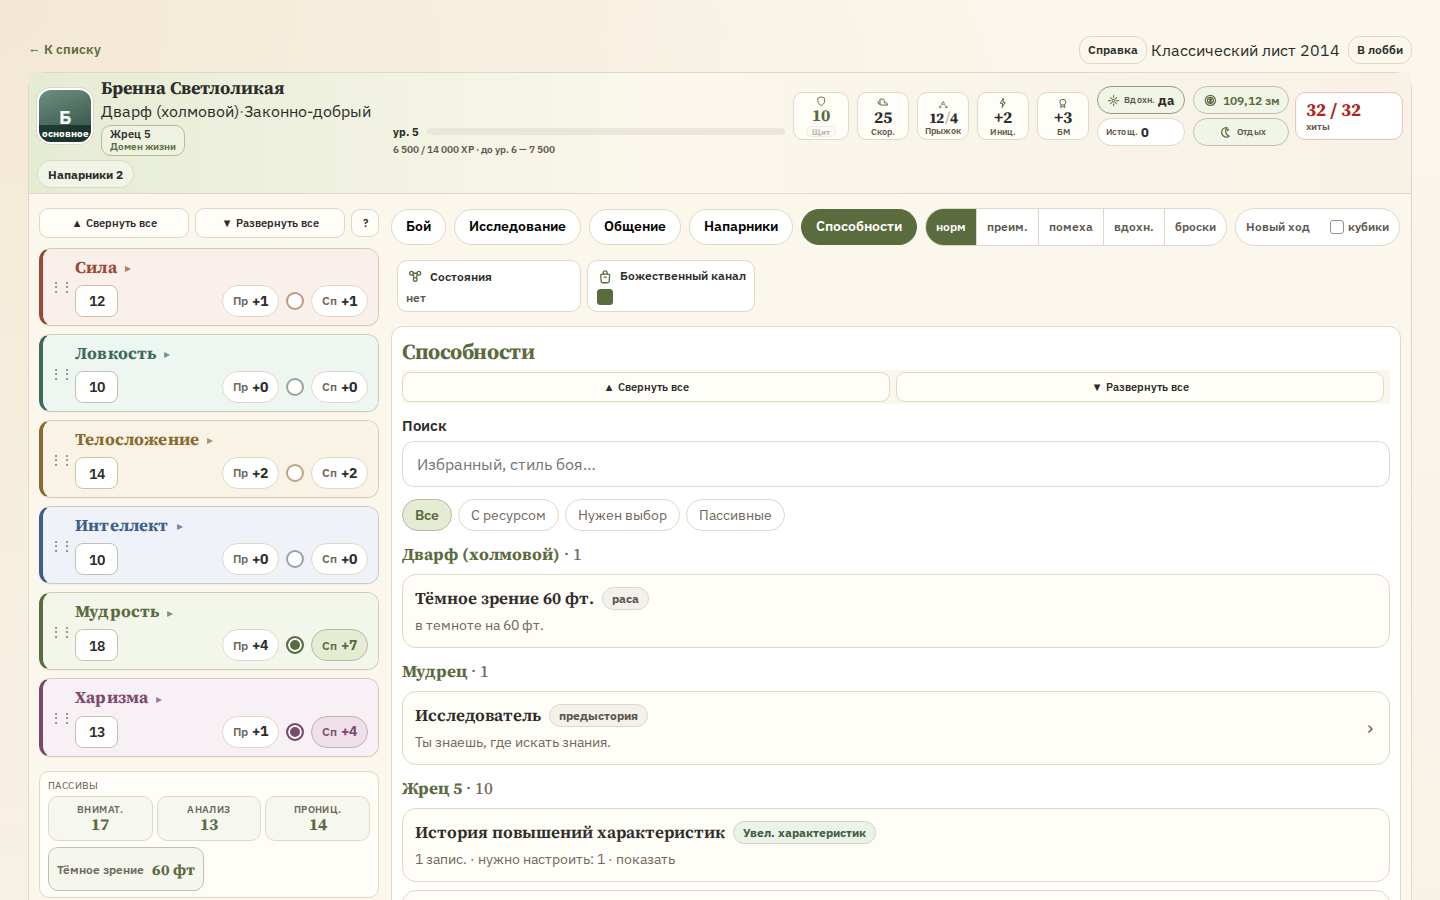 ← К списку
Справка Классический лист 2014 В лобби
Б
основное
Бренна Светлоликая
Дварф (холмовой)·Законно-добрый
Жрец 5
Домен жизни
Напарники 2
ур. 5
6 500 / 14 000 XP · до ур. 6 — 7 500
10
Щит
25
Скор.
12/4
Прыжок
+2
Иниц.
+3
БМ
Вдохн. да
Истощ. 0
109,12 зм
Отдых
32 / 32
хиты
▲ Свернуть все
▼ Развернуть все
?
Бой
Исследование
Общение
Напарники
Способности
норм
преим.
помеха
вдохн.
броски
Новый ход
кубики
Сила ▸
12
Пр +1
Сп +1
Ловкость ▸
10
Пр +0
Сп +0
Телосложение ▸
14
Пр +2
Сп +2
Интеллект ▸
10
Пр +0
Сп +0
Мудрость ▸
18
Пр +4
Сп +7
Харизма ▸
13
Пр +1
Сп +4
ПАССИВЫ
ВНИМАТ.
17
АНАЛИЗ
13
ПРОНИЦ.
14
Тёмное зрение 60 фт
Состояния
нет
Божественный канал
Способности
▲ Свернуть все
▼ Развернуть все
Поиск
Избранный, стиль боя...
Все
С ресурсом
Нужен выбор
Пассивные
Дварф (холмовой) · 1
Тёмное зрение 60 фт. раса
в темноте на 60 фт.
Мудрец · 1
Исследователь предыстория
Ты знаешь, где искать знания.
›
Жрец 5 · 10
История повышений характеристик Увел. характеристик
1 запис. · нужно настроить: 1 · показать